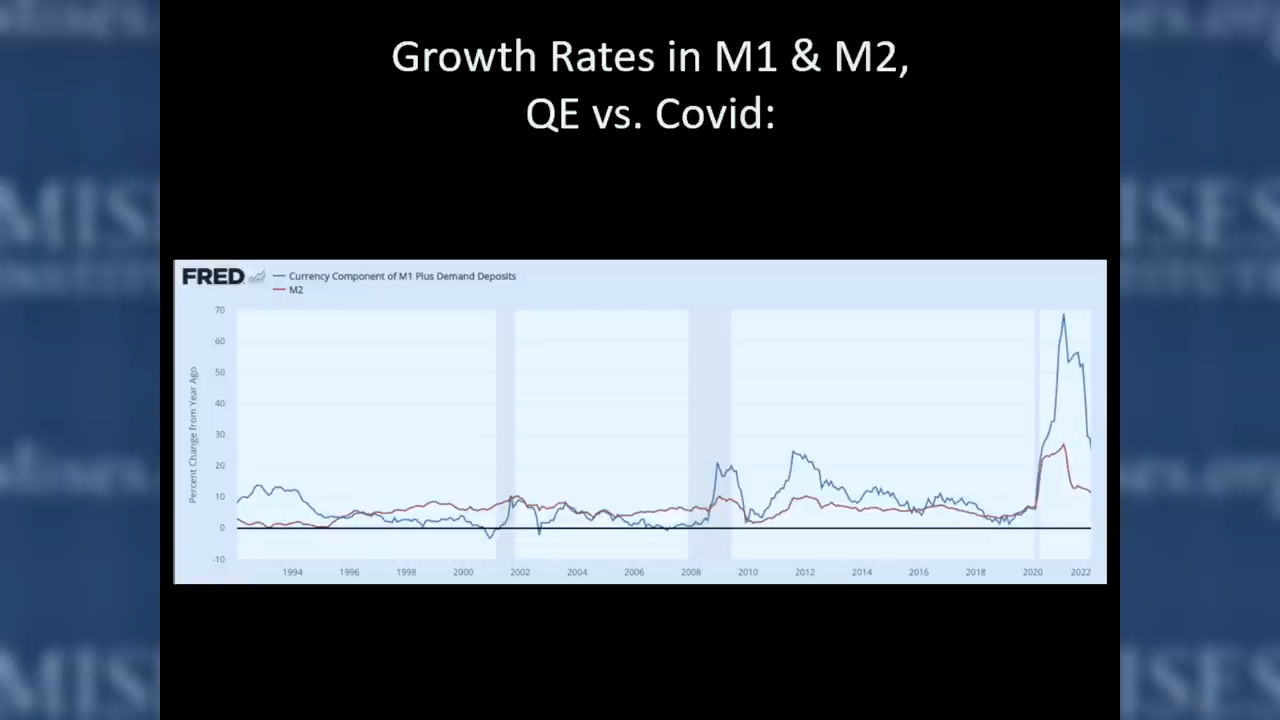 Growth Rates in M1 & M2,
QE vs. Covid:
FRED
Currency Component of M1 Plus Demand Deposits
M2
Percent Change from Year Ago
70
60
50
40
30
20
10
0
-10
1994 1996 1998 2000 2002 2004 2006 2008 2010 2012 2014 2016 2018 2020 2022